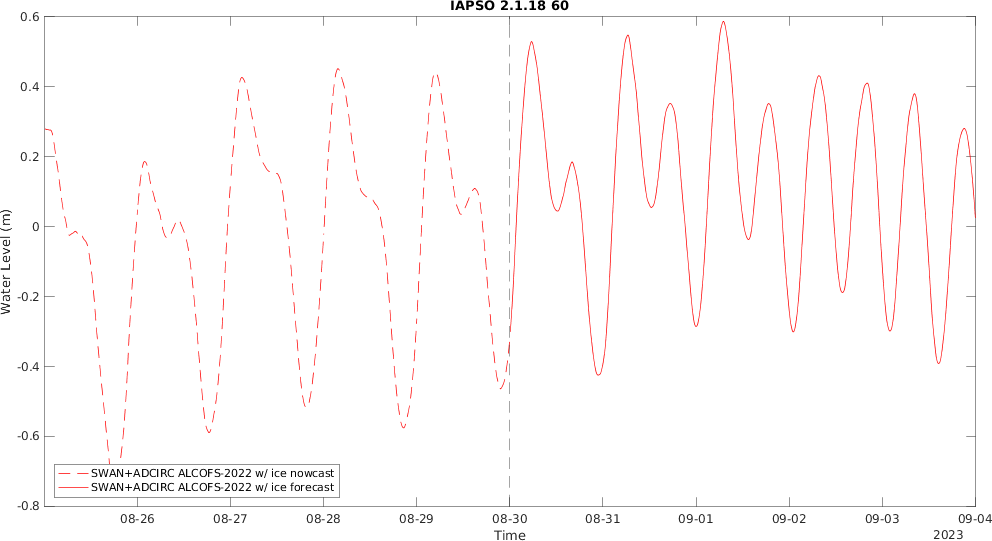 IAPSO 2.1.18 60
0.6
0.4
0.2
0
-0.2
-0.4
-0.6
-0.8
Water Level (m)
SWAN+ADCIRC ALCOFS-2022 w/ ice nowcast
SWAN+ADCIRC ALCOFS-2022 w/ ice forecast
08-26 08-27 08-28 08-29 08-30 08-31 09-01 09-02 09-03 09-04
Time
2023